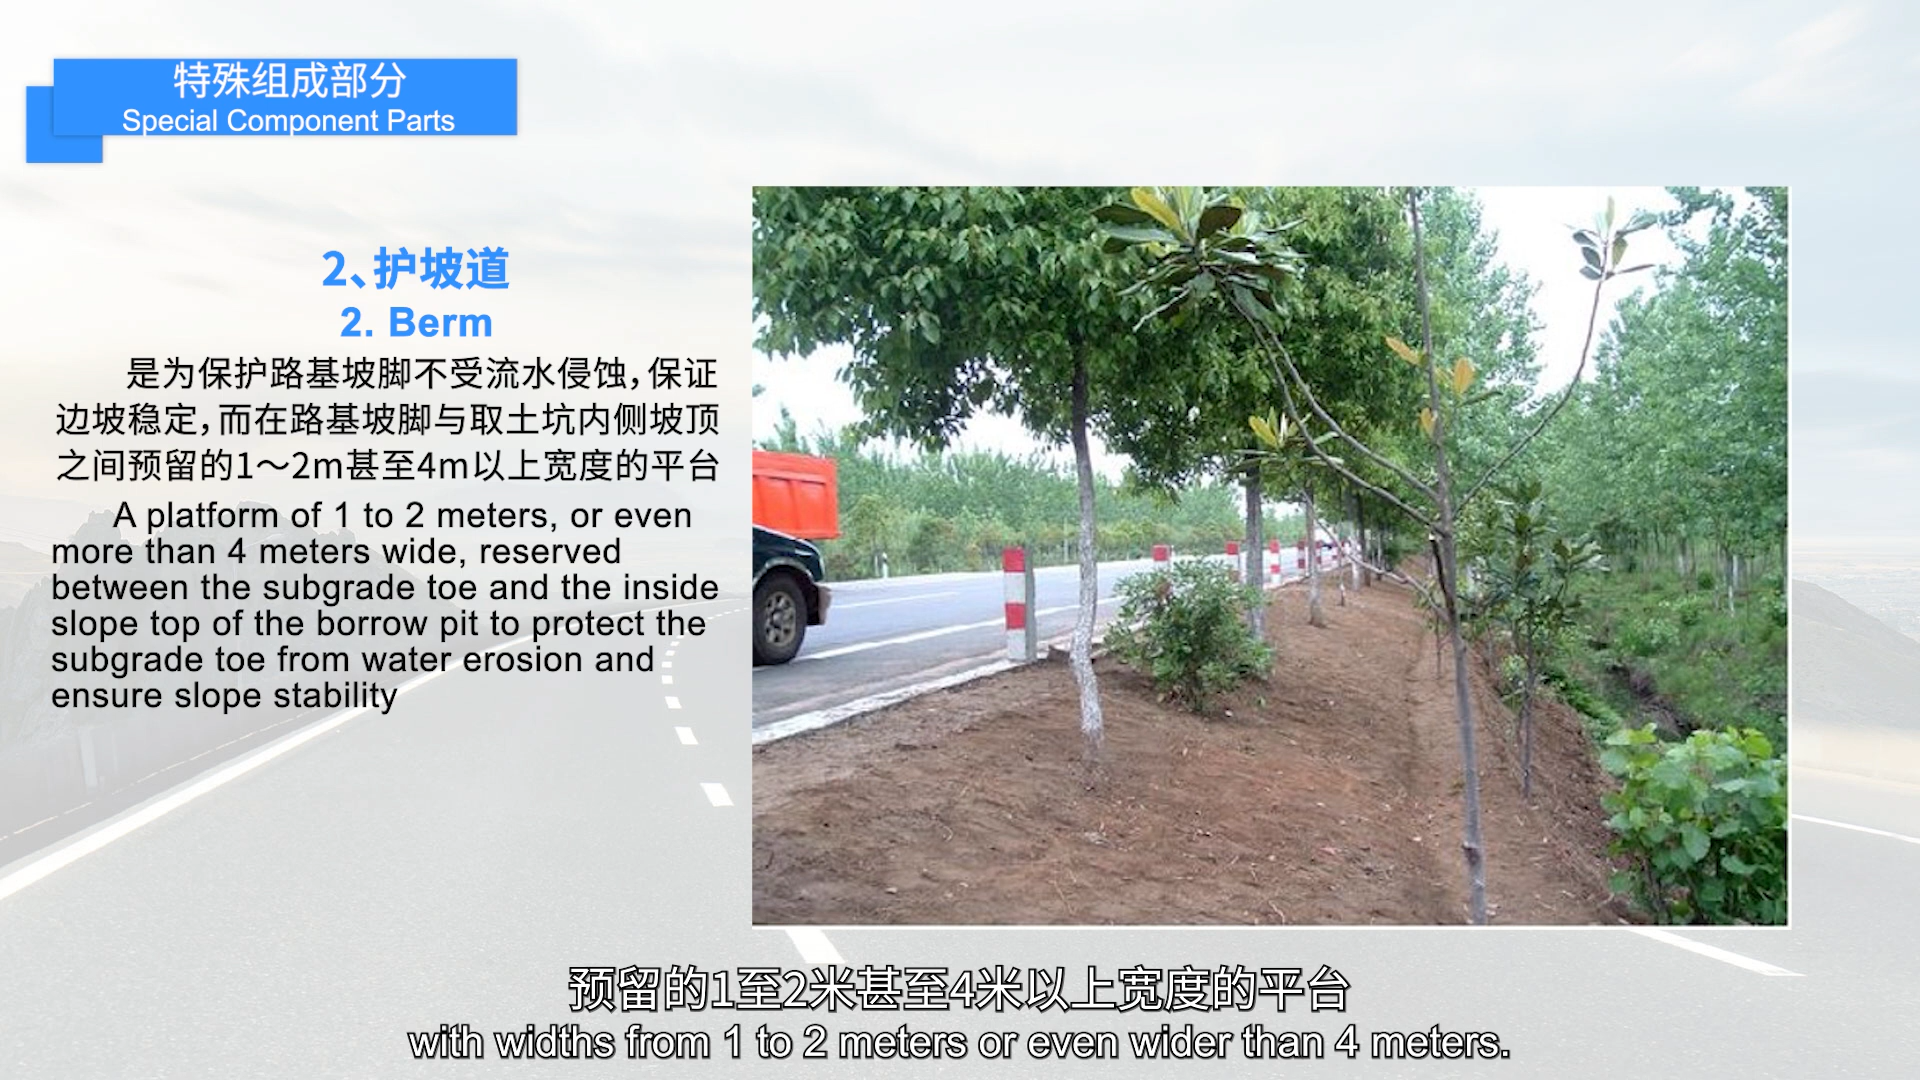 特殊组成部分
Special Component Parts
2、护坡道
2. Berm
是为保护路基坡脚不受流水侵蚀，保证
边坡稳定，而在路基坡脚与取土坑内侧坡顶
之间预留的1～2m甚至4m以上宽度的平台
A platform of 1 to 2 meters, or even
more than 4 meters wide, reserved
between the subgrade toe and the inside
slope top of the borrow pit to protect the
subgrade toe from water erosion and
ensure slope stability
预留的1至2米甚至4米以上宽度的平台
with widths from 1 to 2 meters or even wider than 4 meters.